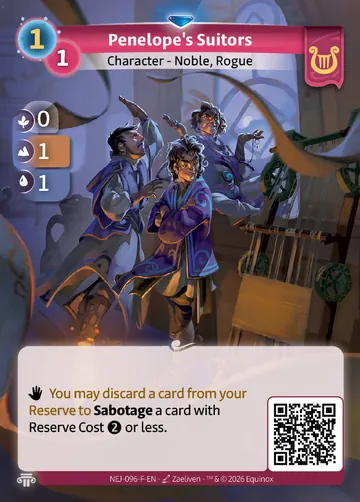 1
Penelope's Suitors
1
Character - Noble, Rogue
0
1
1
You may discard a card from your
Reserve to Sabotage a card with
Reserve Cost 2 or less.
NEJ-096-F-EN - Zaeliven - ™ & © 2026 Equinox